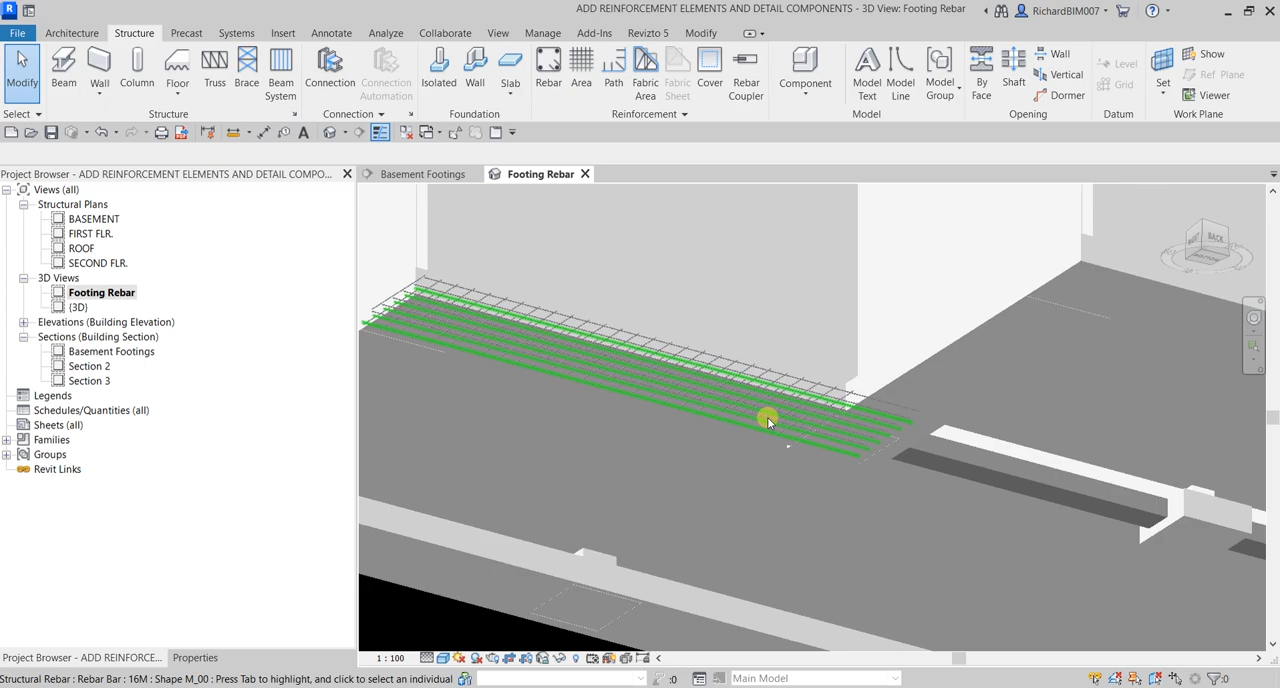 ADD REINFORCEMENT ELEMENTS AND DETAIL COMPONENTS - 3D View: Footing Rebar
RichardBIM007
File Architecture Structure Precast Systems Insert Annotate Analyze Collaborate View Manage Add-Ins Revizto 5 Modify
Modify Beam Wall Column Floor Truss Brace Beam System Connection Connection Automation Isolated Wall Slab Rebar Area Path Fabric Area Fabric Sheet Cover Rebar Coupler Component Model Text Model Line Model Group By Face Shaft Wall Vertical Dormer Level Grid Set Show Ref Plane Viewer
Select Structure Connection Foundation Reinforcement Model Opening Datum Work Plane
Project Browser - ADD REINFORCEMENT ELEMENTS AND DETAIL COMPO...
Basement Footings
Footing Rebar
Views (all)
Structural Plans
BASEMENT
FIRST FLR.
ROOF
SECOND FLR.
3D Views
Footing Rebar
{3D}
Elevations (Building Elevation)
Sections (Building Section)
Basement Footings
Section 2
Section 3
Legends
Schedules/Quantities (all)
Sheets (all)
Families
Groups
Revit Links
BACK
BOTTOM
Project Browser - ADD REINFORCE... Properties
1 : 100
Structural Rebar : Rebar Bar : 16M : Shape M_00 : Press Tab to highlight, and click to select an individual
:0
Main Model
:0